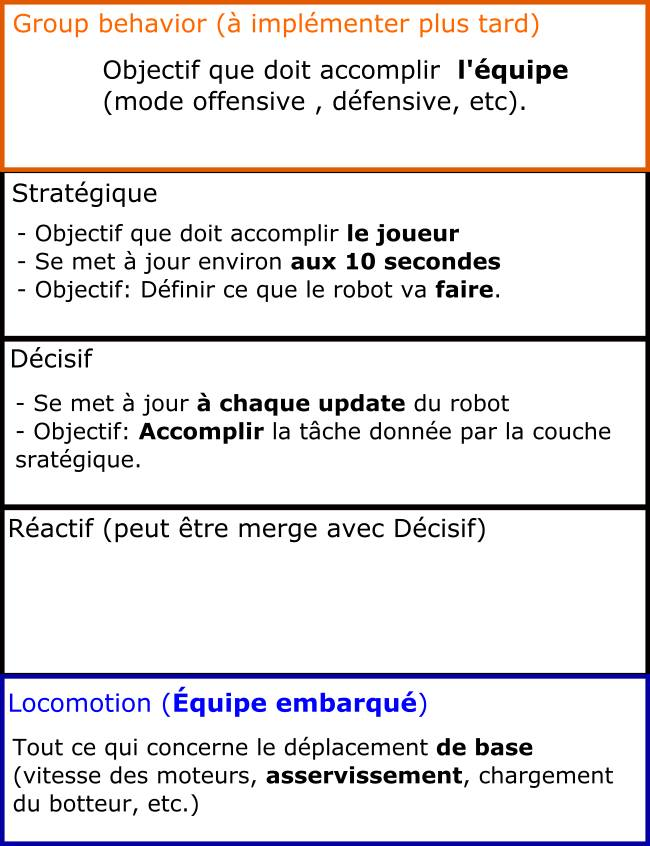 Group behavior (à implémenter plus tard)
Objectif que doit accomplir l'équipe
(mode offensive , défensive, etc).
Stratégique
- Objectif que doit accomplir le joueur
- Se met à jour environ aux 10 secondes
- Objectif: Définir ce que le robot va faire.
Décisif
- Se met à jour à chaque update du robot
- Objectif: Accomplir la tâche donnée par la couche
sratégique.
Réactif (peut être merge avec Décisif)
Locomotion (Équipe embarqué)
Tout ce qui concerne le déplacement de base
(vitesse des moteurs, asservissement, chargement
du botteur, etc.)